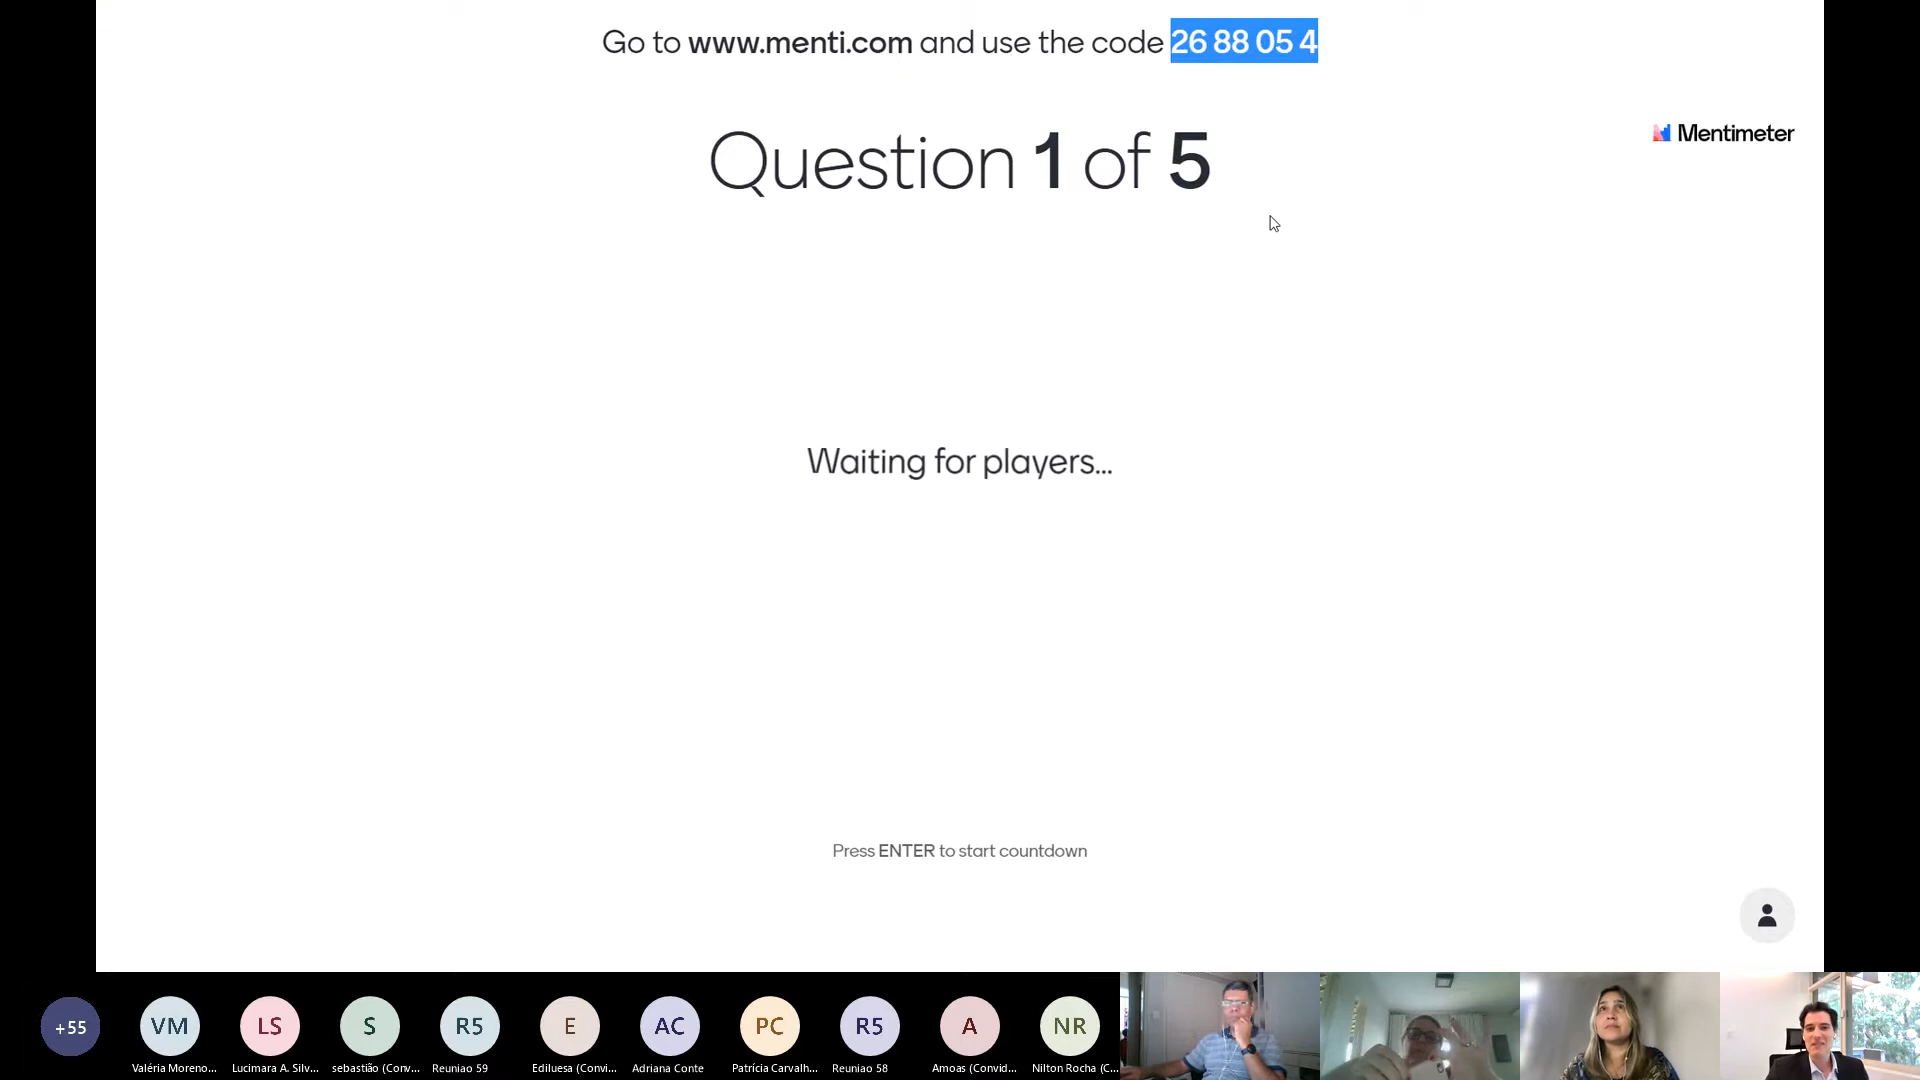 Go to www.menti.com and use the code 26 88 05 4
Mentimeter
Question 1 of 5
Waiting for players...
Press ENTER to start countdown
+55
VM
LS
S
R5
E
AC
PC
R5
A
NR
Valéria Moreno...
Lucimara A. Silv...
sebastião (Conv...
Reuniao 59
Ediluesa (Convi...
Adriana Conte
Patrícia Carvalh...
Reuniao 58
Amoas (Convid...
Nilton Rocha (C...